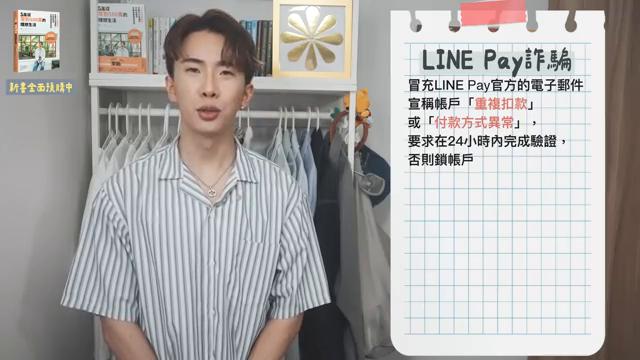 新書全面預購中
LINE Pay詐騙
冒充LINE Pay官方的電子郵件
宣稱帳戶「重複扣款」
或「付款方式異常」，
要求在24小時內完成驗證，
否則鎖帳戶